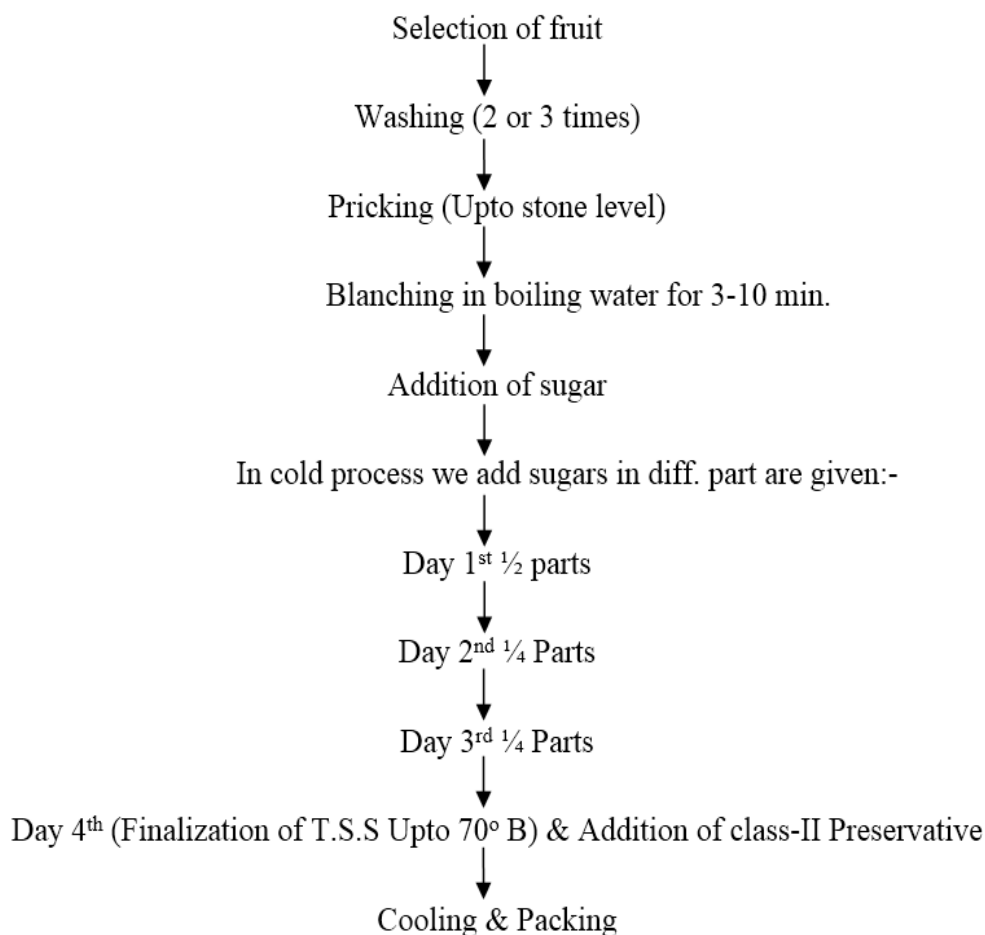 Selection of fruit
Washing (2 or 3 times)
Pricking (Upto stone level)
Blanching in boiling water for 3-10 min.
Addition of sugar
In cold process we add sugars in diff. part are given:-
Day 1st ½ parts
Day 2nd ¼ Parts
Day 3rd ¼ Parts
Day 4th (Finalization of T.S.S Upto 70o B) & Addition of class-II Preservative
Cooling & Packing